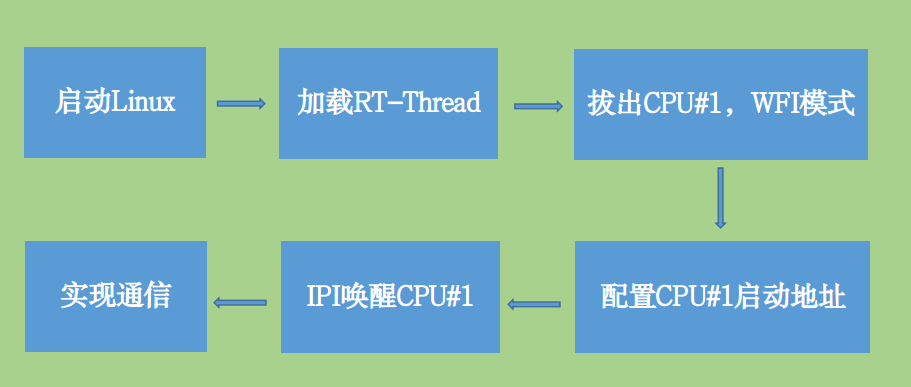 启动Linux
加载RT-Thread
拔出CPU#1，WFI模式
配置CPU#1启动地址
IPI唤醒CPU#1
实现通信